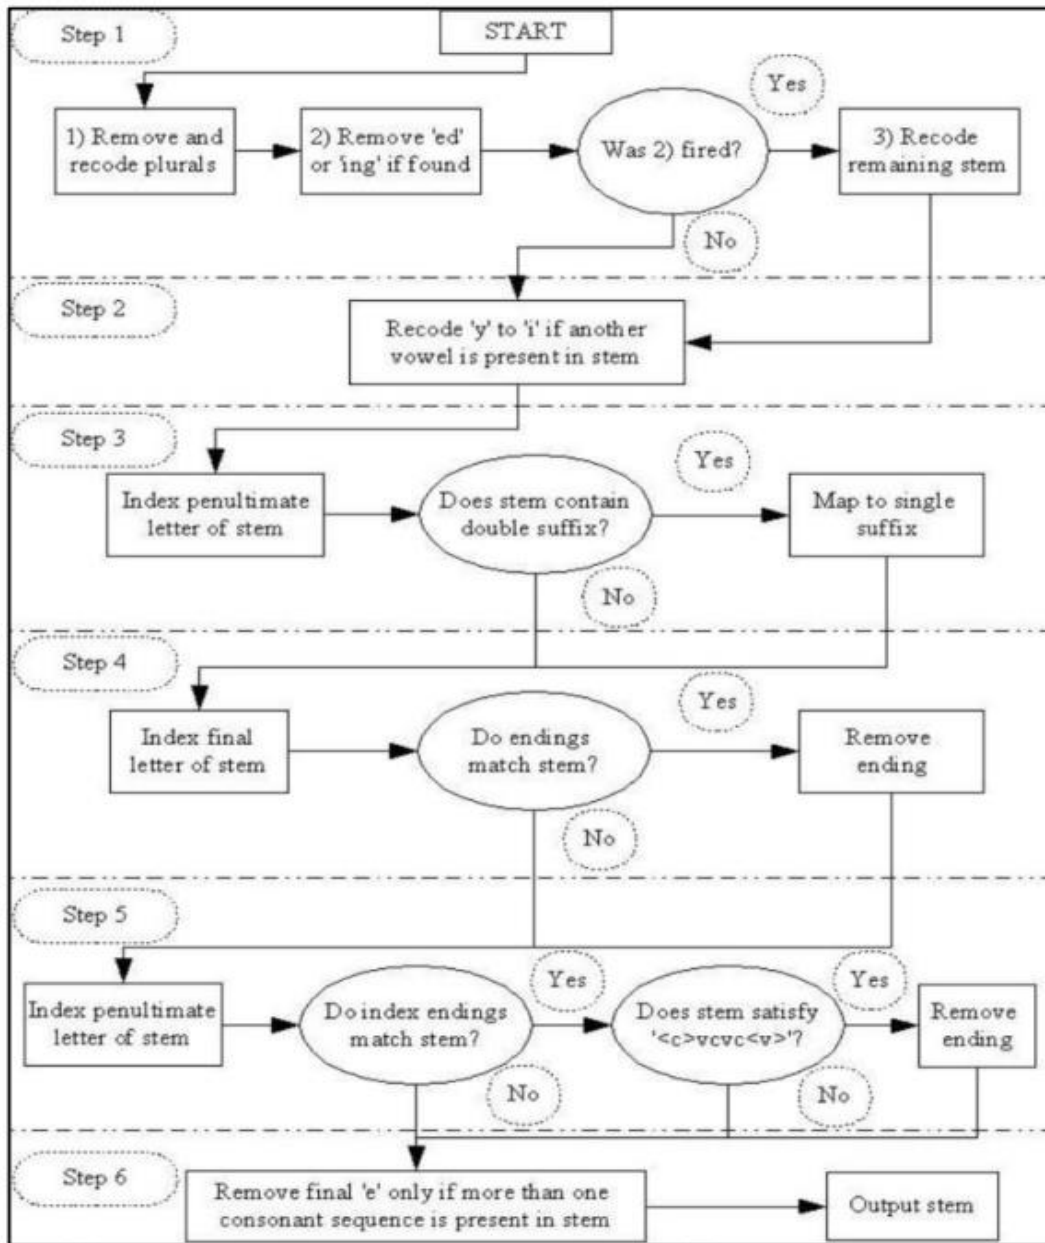 Step 1
START
1) Remove and
recode plurals
2) Remove 'ed'
or 'ing' if found
Was 2) fired?
Yes
3) Recode
remaining stem
No
Step 2
Recode 'y' to 'i' if another
vowel is present in stem
Step 3
Index penultimate
letter of stem
Does stem contain
double suffix?
Yes
Map to single
suffix
No
Step 4
Index final
letter of stem
Do endings
match stem?
Yes
Remove
ending
No
Step 5
Index penultimate
letter of stem
Do index endings
match stem?
Yes
Does stem satisfy
'<c>vcvc<v>'?
Yes
Remove
ending
No
No
Step 6
Remove final 'e' only if more than one
consonant sequence is present in stem
Output stem